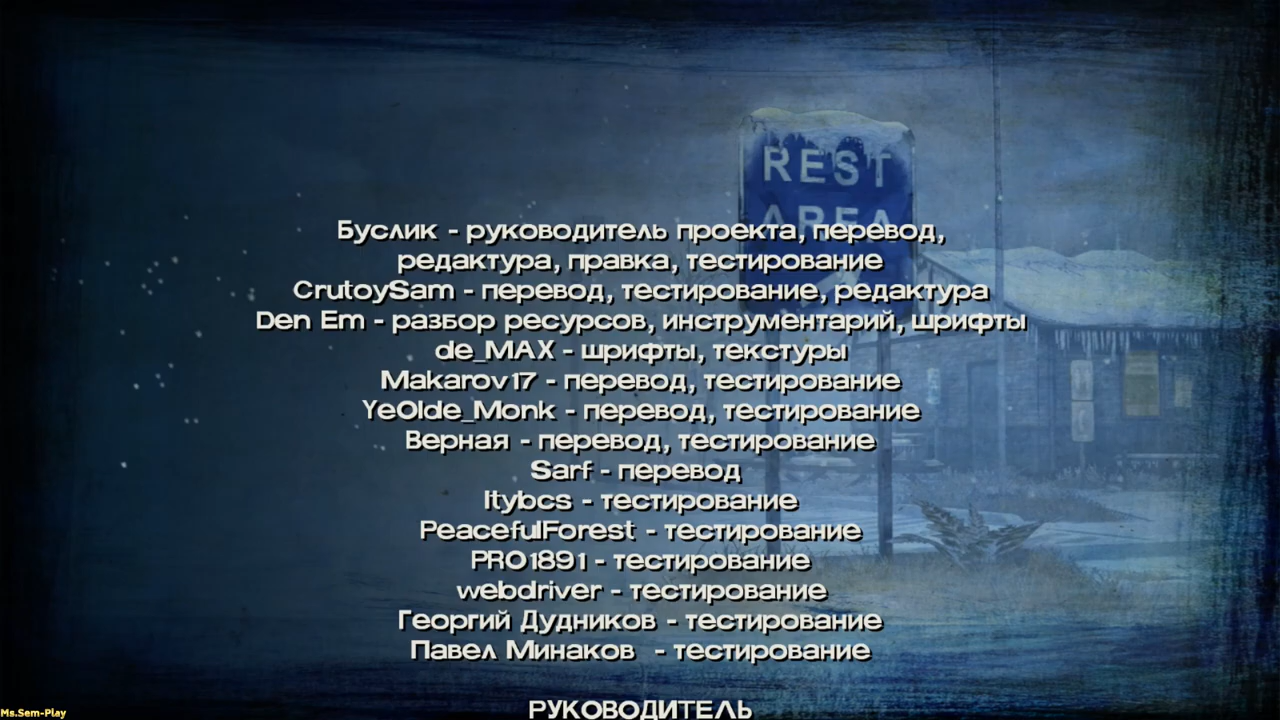 REST
AREA
Буслик - руководитель проекта, перевод,
редактура, правка, тестирование
CrutoySam - перевод, тестирование, редактура
Den Em - разбор ресурсов, инструментарий, шрифты
de_MAX - шрифты, текстуры
Makarov17 - перевод, тестирование
YeOlde_Monk - перевод, тестирование
Верная - перевод, тестирование
Sarf - перевод
ltybcs - тестирование
PeacefulForest - тестирование
PRO1891 - тестирование
webdriver - тестирование
Георгий Дудников - тестирование
Павел Минаков - тестирование
РУКОВОДИТЕЛЬ
Ms.Sem-Play